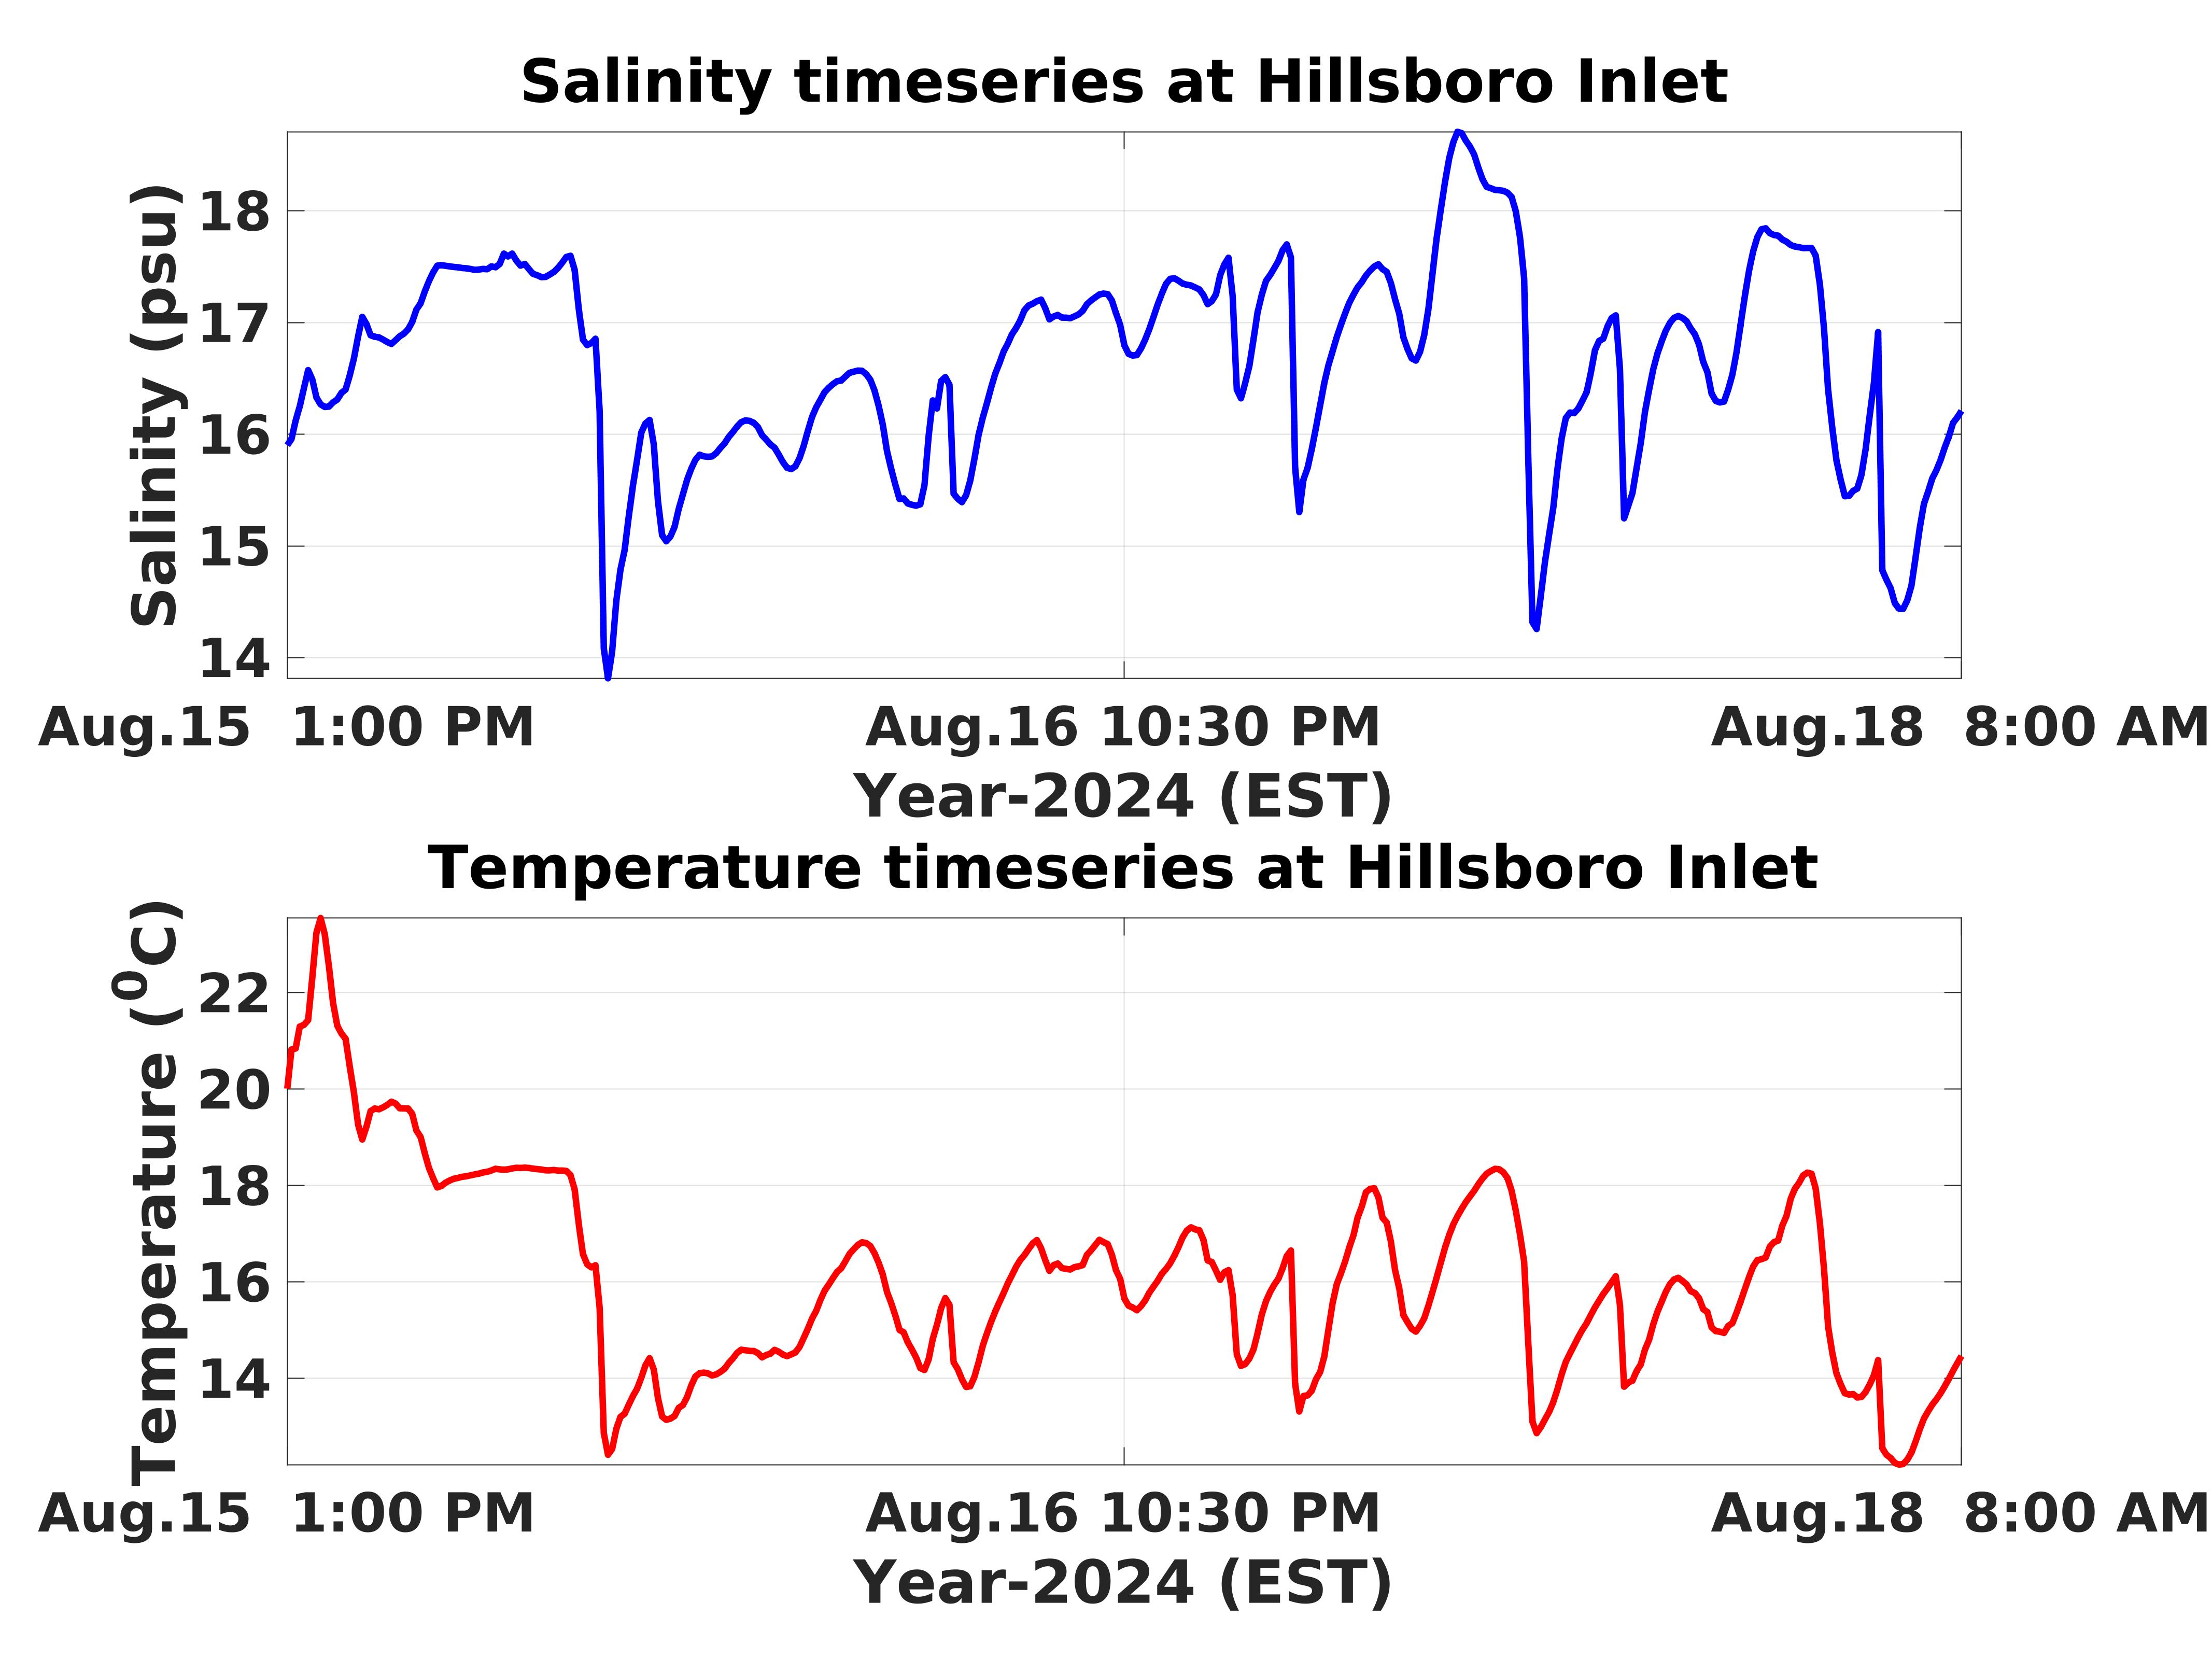 Salinity timeseries at Hillsboro Inlet
Salinity (psu)
18
17
16
15
14
Aug.15  1:00 PM
Aug.16 10:30 PM
Aug.18  8:00 AM
Year-2024 (EST)
Temperature timeseries at Hillsboro Inlet
Temperature (⁰C)
22
20
18
16
14
Aug.15  1:00 PM
Aug.16 10:30 PM
Aug.18  8:00 AM
Year-2024 (EST)